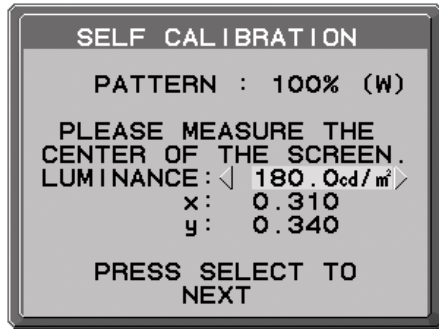 SELF CALIBRATION
PATTERN : 100% (W)
PLEASE MEASURE THE
CENTER OF THE SCREEN.
LUMINANCE: 180.0cd/㎡
x: 0.310
y: 0.340
PRESS SELECT TO
NEXT